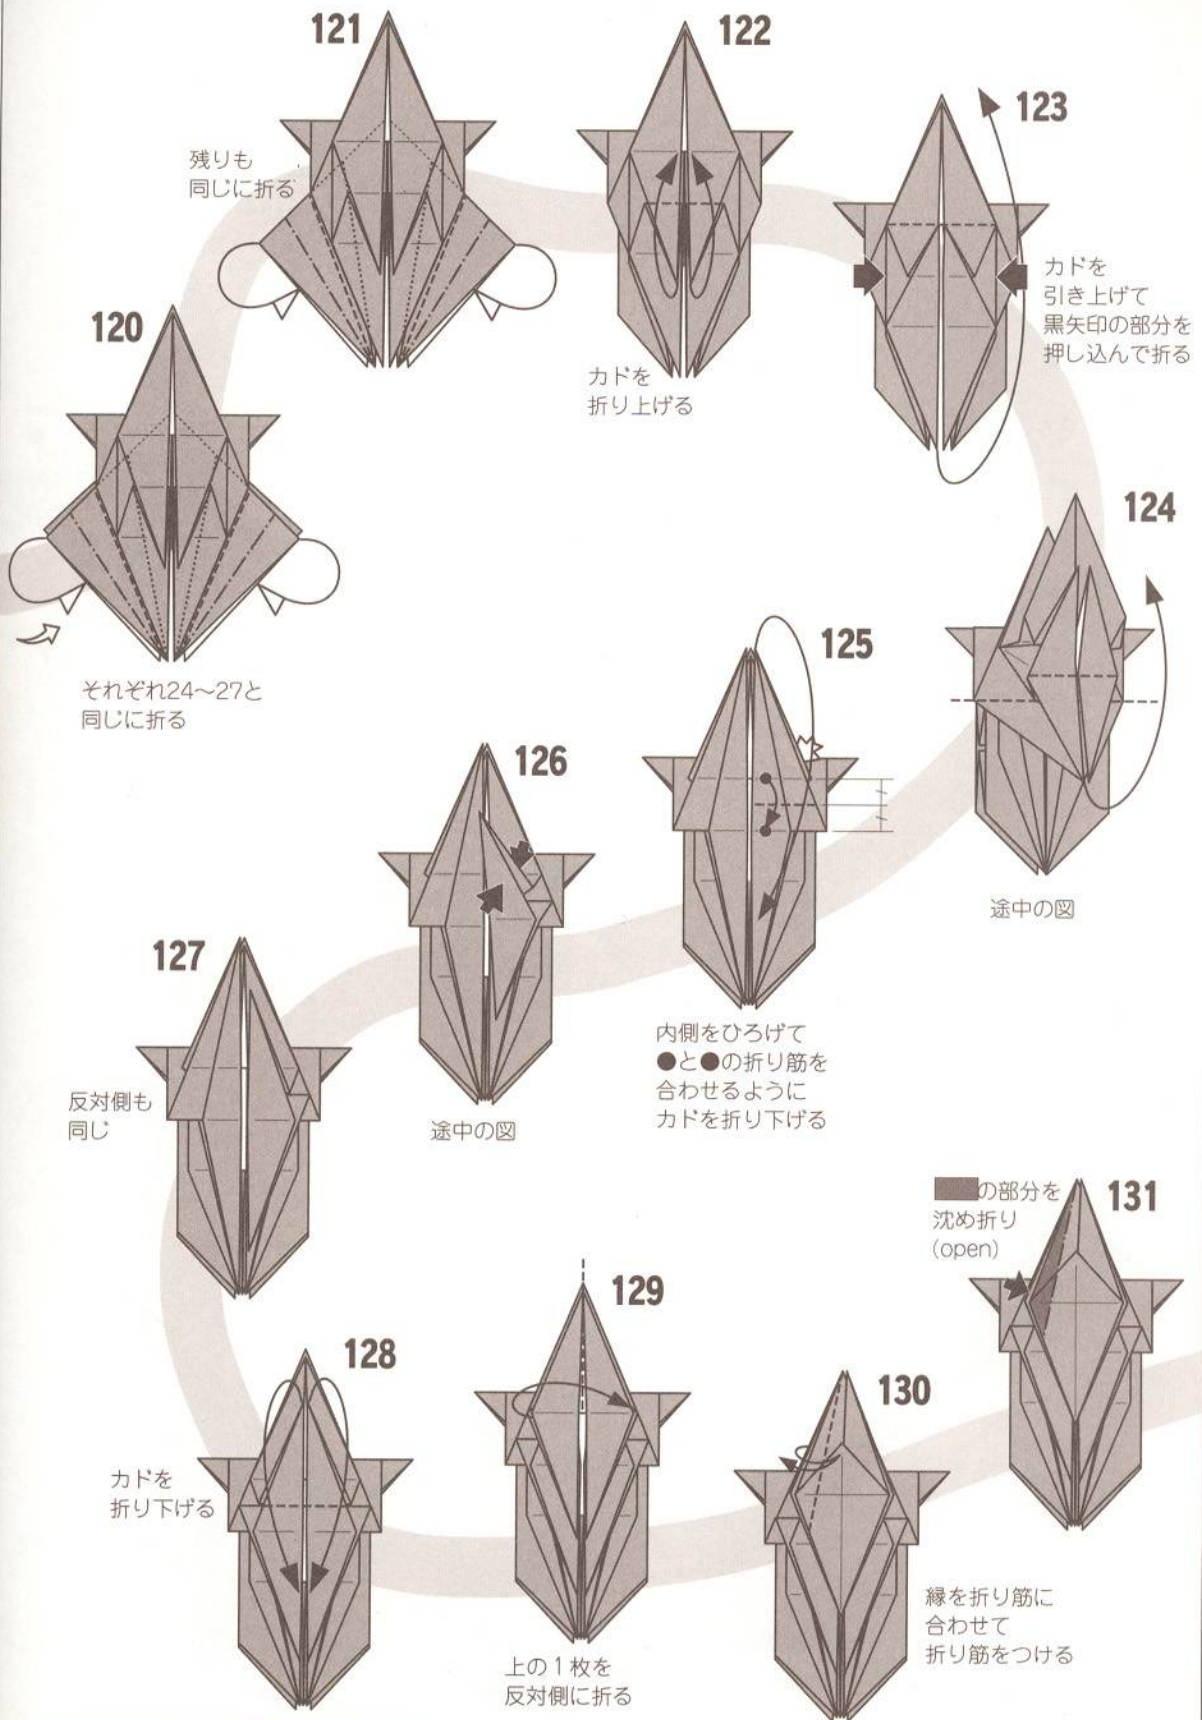 120
それぞれ24〜27と
同じに折る
121
残りも
同じに折る
122
カドを
折り上げる
123
カドを
引き上げて
黒矢印の部分を
押し込んで折る
124
途中の図
125
内側をひろげて
●と●の折り筋を
合わせるように
カドを折り下げる
126
途中の図
127
反対側も
同じ
128
カドを
折り下げる
129
上の1枚を
反対側に折る
130
縁を折り筋に
合わせて
折り筋をつける
131
の部分を
沈め折り
(open)